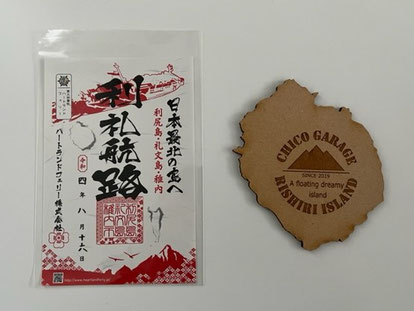 日本最北の宝へ
利尻島・礼文島・稚内
利礼航路
令和
四年八月十六日
ハートランドフェリー株式会社
CHICO GARAGE
SINCE 2019
A floating dreamy
island
RISHIRI ISLAND